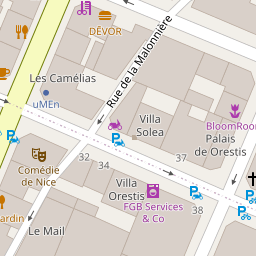 DÉVOR
Rue de la Malonnière
Les Camélias
uMEn
Villa
Solea
BloomRoom
Palais
de Orestis
32
34
37
Comédie
de Nice
Villa
Orestis
FGB Services
& Co
38
Jardin
Le Mail